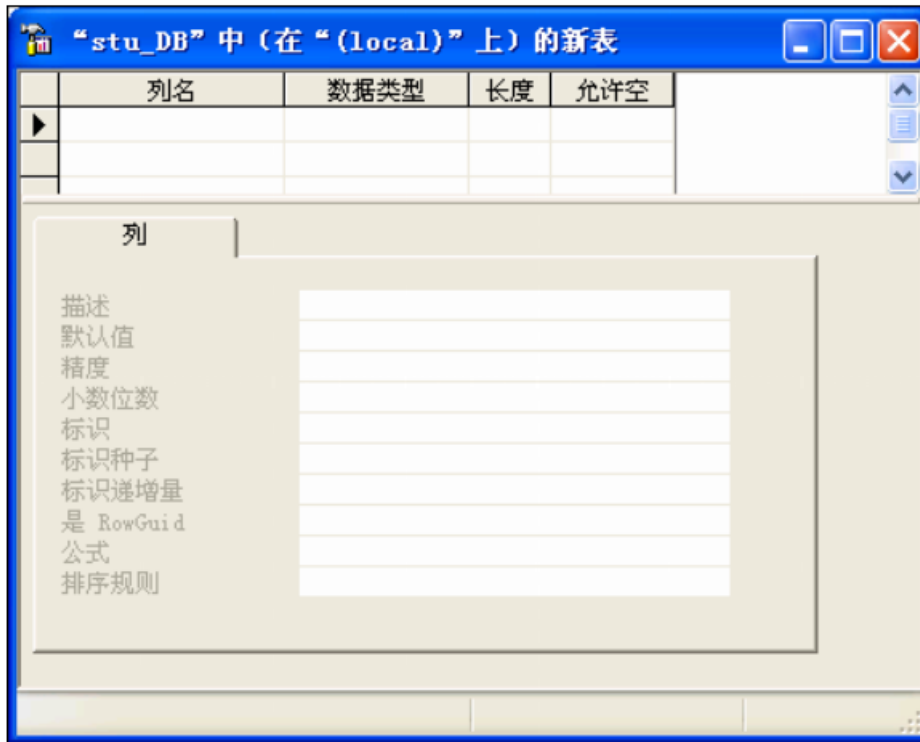 “stu_DB”中（在“(local)”上）的新表
列名 数据类型 长度 允许空
列
描述
默认值
精度
小数位数
标识
标识种子
标识递增量
是 RowGuid
公式
排序规则